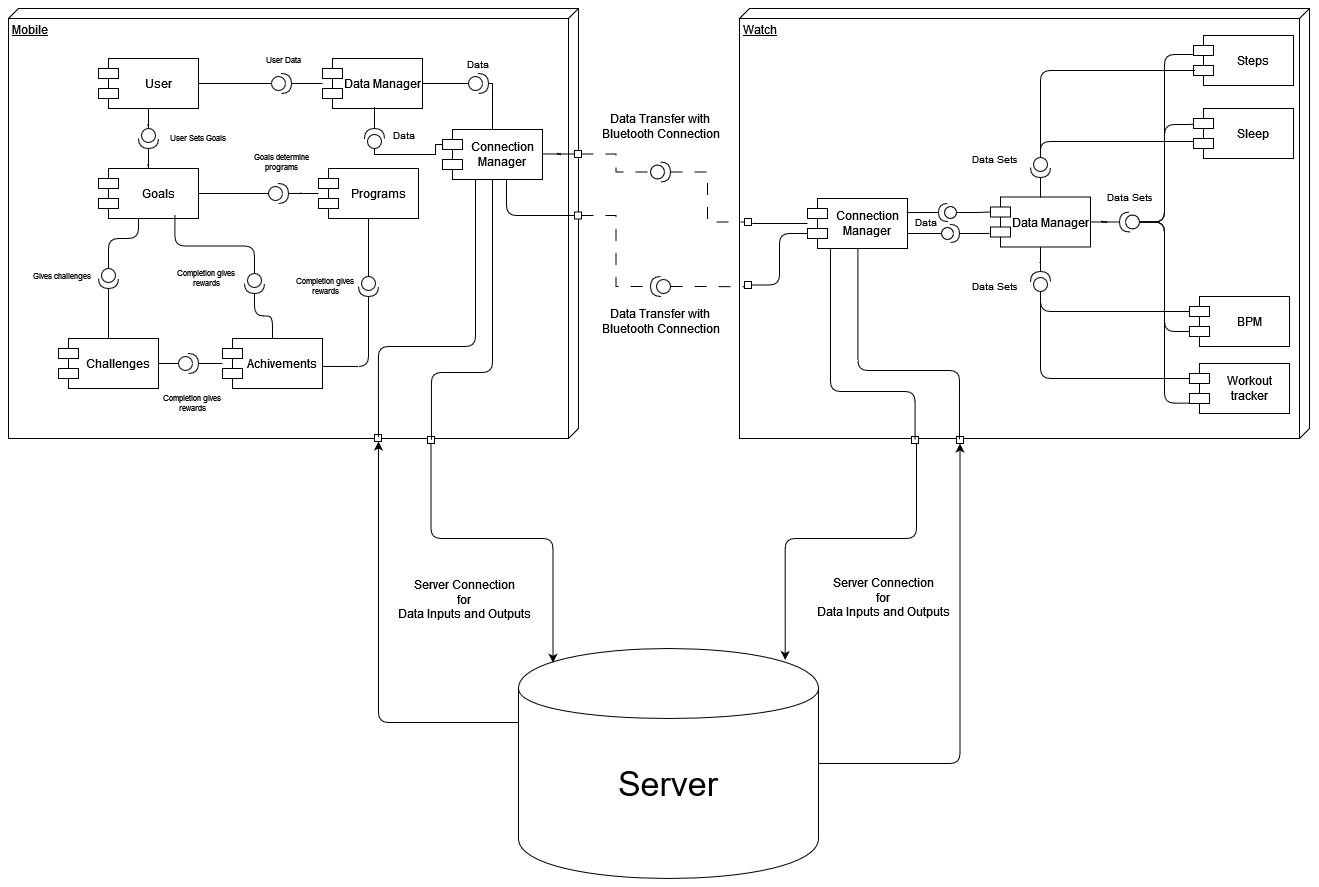 Mobile
Watch
User
User Data
Data Manager
Data
Steps
User Sets Goals
Data
Connection
Manager
Data Transfer with
Bluetooth Connection
Sleep
Goals determine
programs
Goals
Programs
Data Sets
Data Sets
Connection
Manager
Data
Data Manager
Gives challenges
Completion gives
rewards
Completion gives
rewards
Data Sets
Data Transfer with
Bluetooth Connection
BPM
Challenges
Achivements
Workout
tracker
Completion gives
rewards
Server Connection
for
Data Inputs and Outputs
Server Connection
for
Data Inputs and Outputs
Server